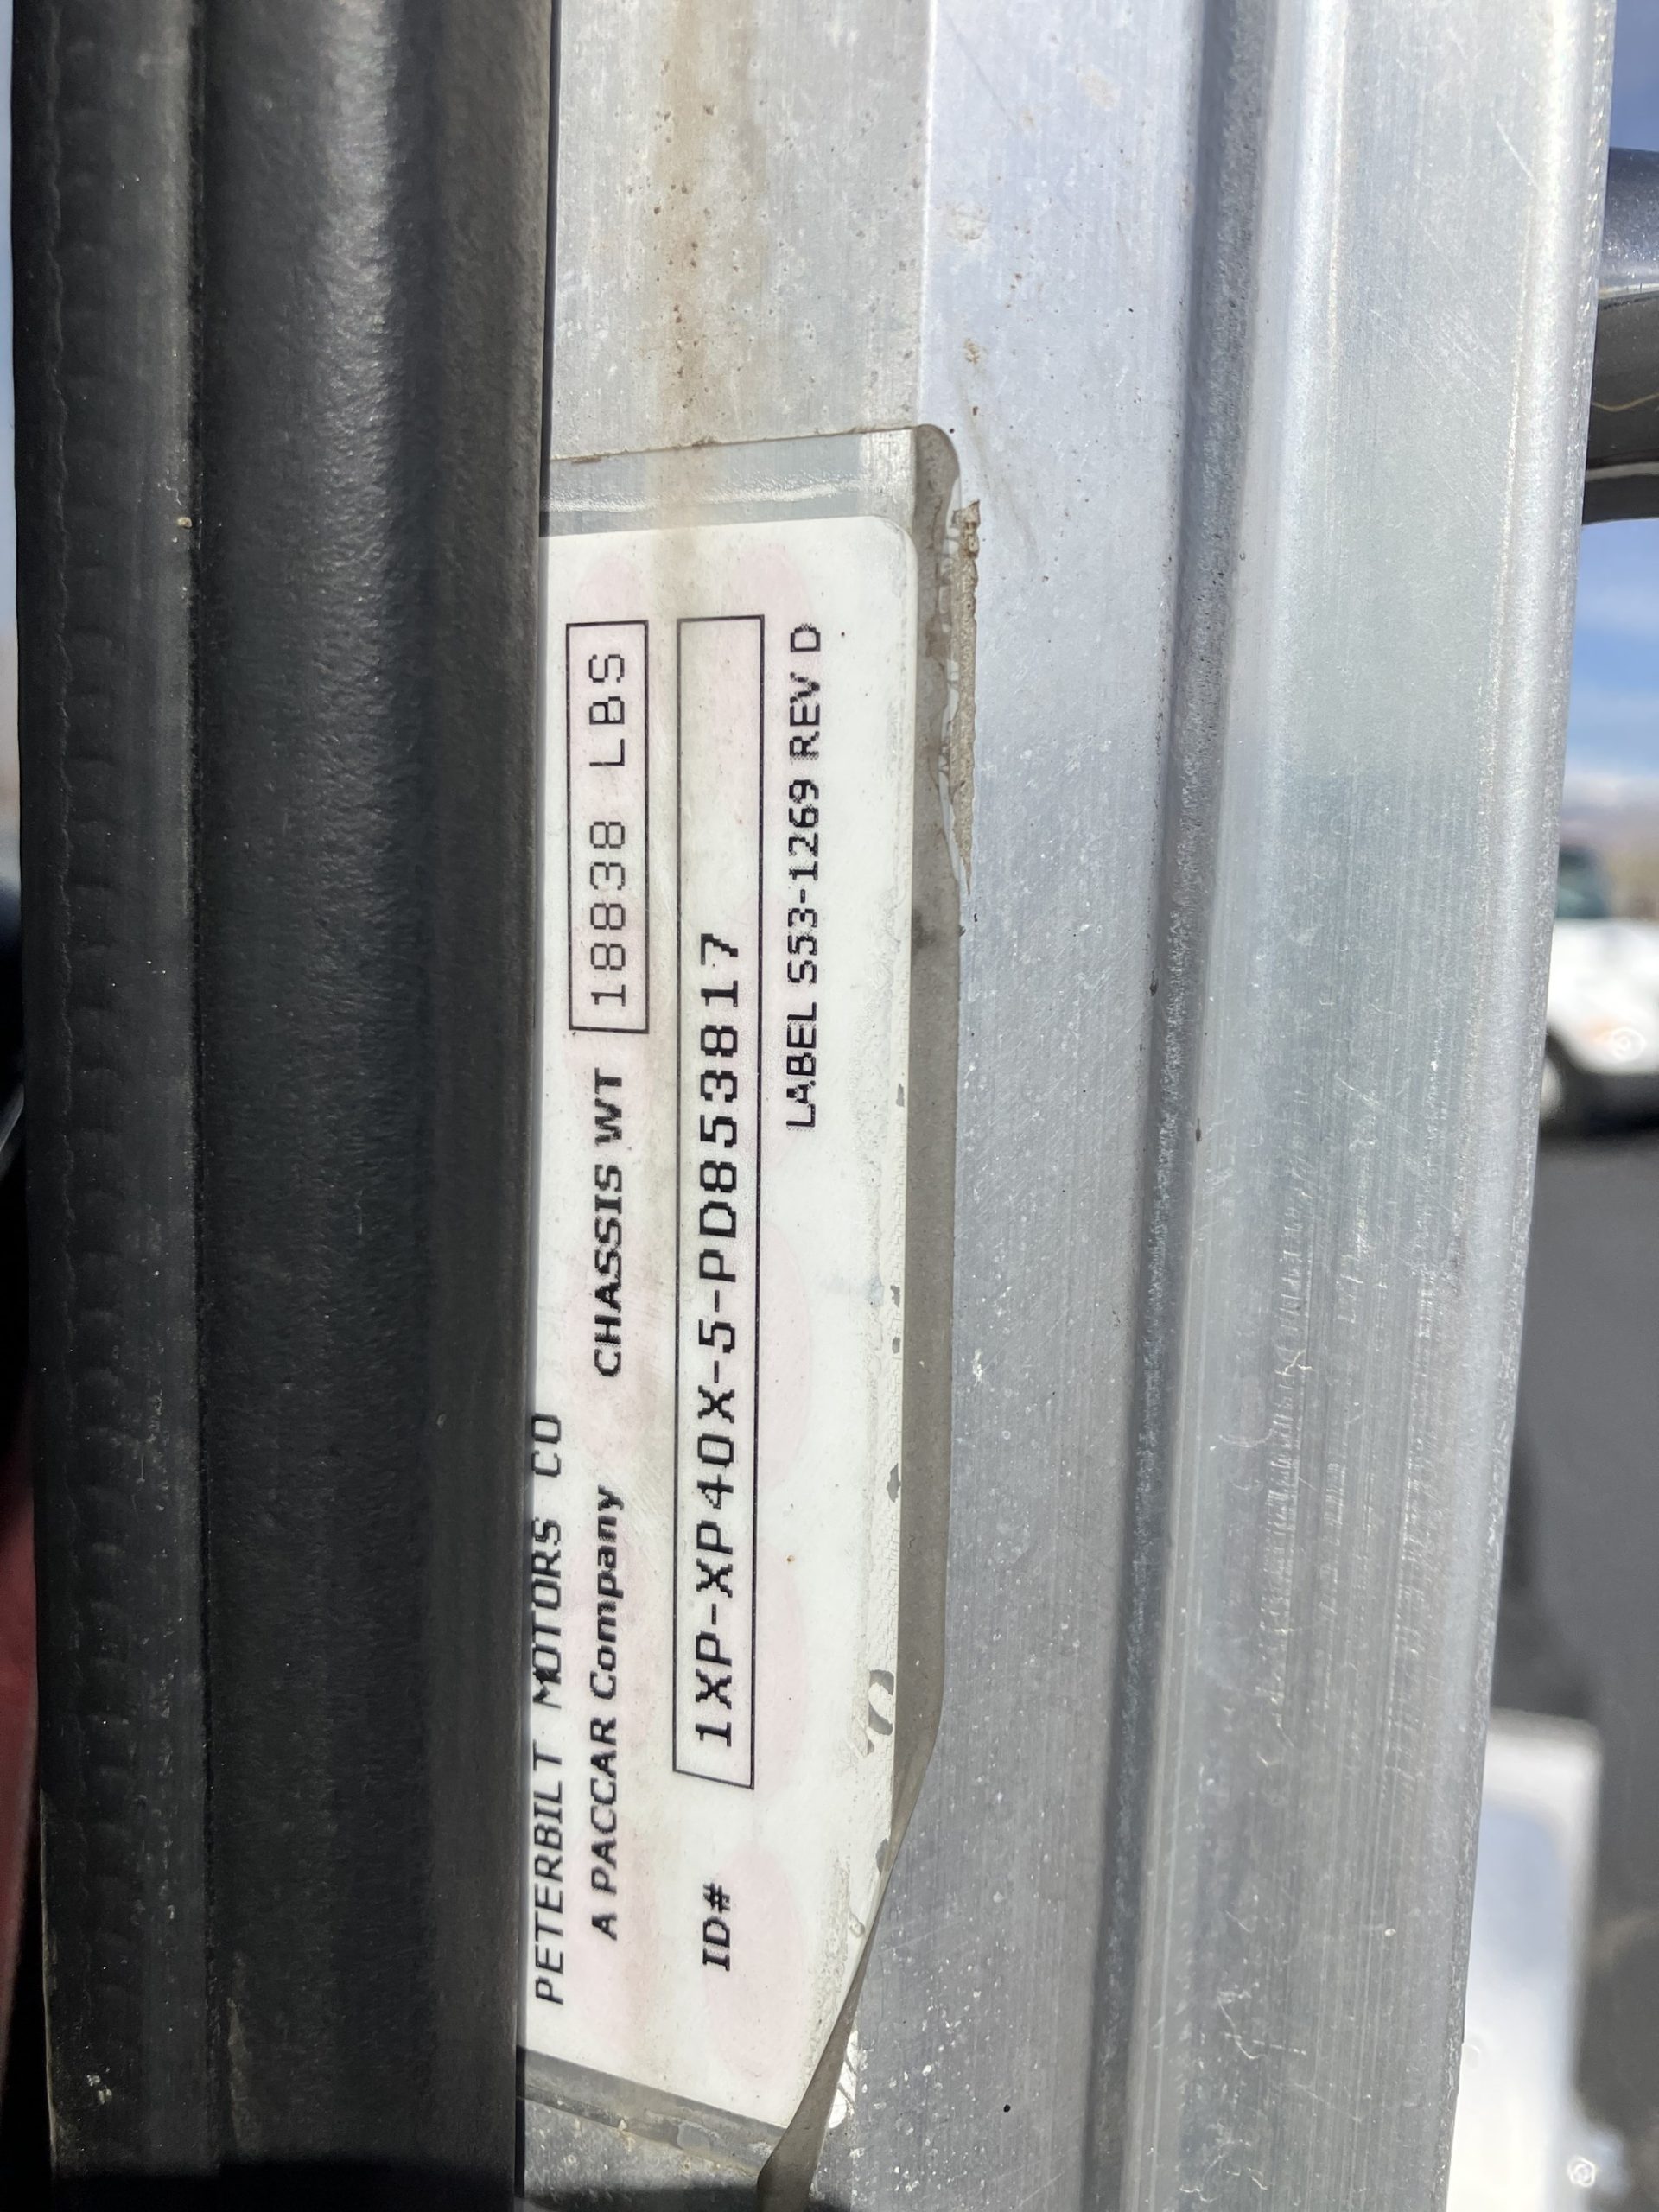 PETERBILT MOTORS CO
A PACCAR Company CHASSIS WT 18838 LBS
ID# 1XP-XP40X-5-PD853817
LABEL S53-1269 REV D